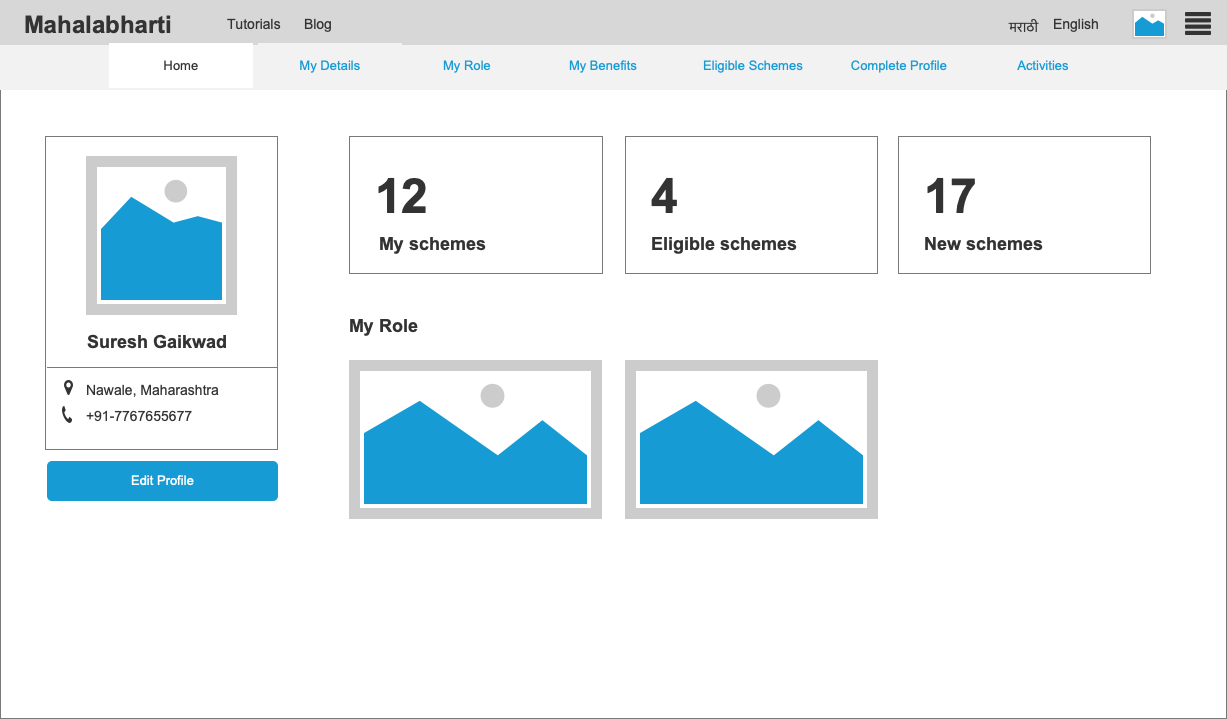 Mahalabharti
Tutorials
Blog
मराठी
English
Home
My Details
My Role
My Benefits
Eligible Schemes
Complete Profile
Activities
Suresh Gaikwad
Nawale, Maharashtra
+91-7767655677
Edit Profile
12
My schemes
4
Eligible schemes
17
New schemes
My Role